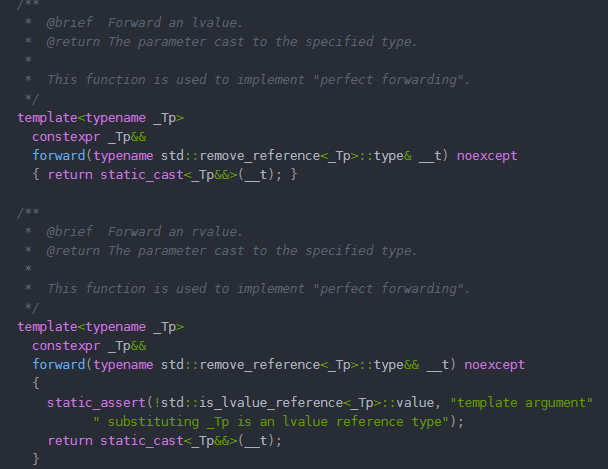 /**
 *  @brief  Forward an lvalue.
 *  @return The parameter cast to the specified type.
 *
 *  This function is used to implement "perfect forwarding".
 */
template<typename _Tp>
  constexpr _Tp&&
  forward(typename std::remove_reference<_Tp>::type& __t) noexcept
  { return static_cast<_Tp&&>(__t); }

/**
 *  @brief  Forward an rvalue.
 *  @return The parameter cast to the specified type.
 *
 *  This function is used to implement "perfect forwarding".
 */
template<typename _Tp>
  constexpr _Tp&&
  forward(typename std::remove_reference<_Tp>::type&& __t) noexcept
  {
    static_assert(!std::is_lvalue_reference<_Tp>::value, "template argument"
          " substituting _Tp is an lvalue reference type");
    return static_cast<_Tp&&>(__t);
  }